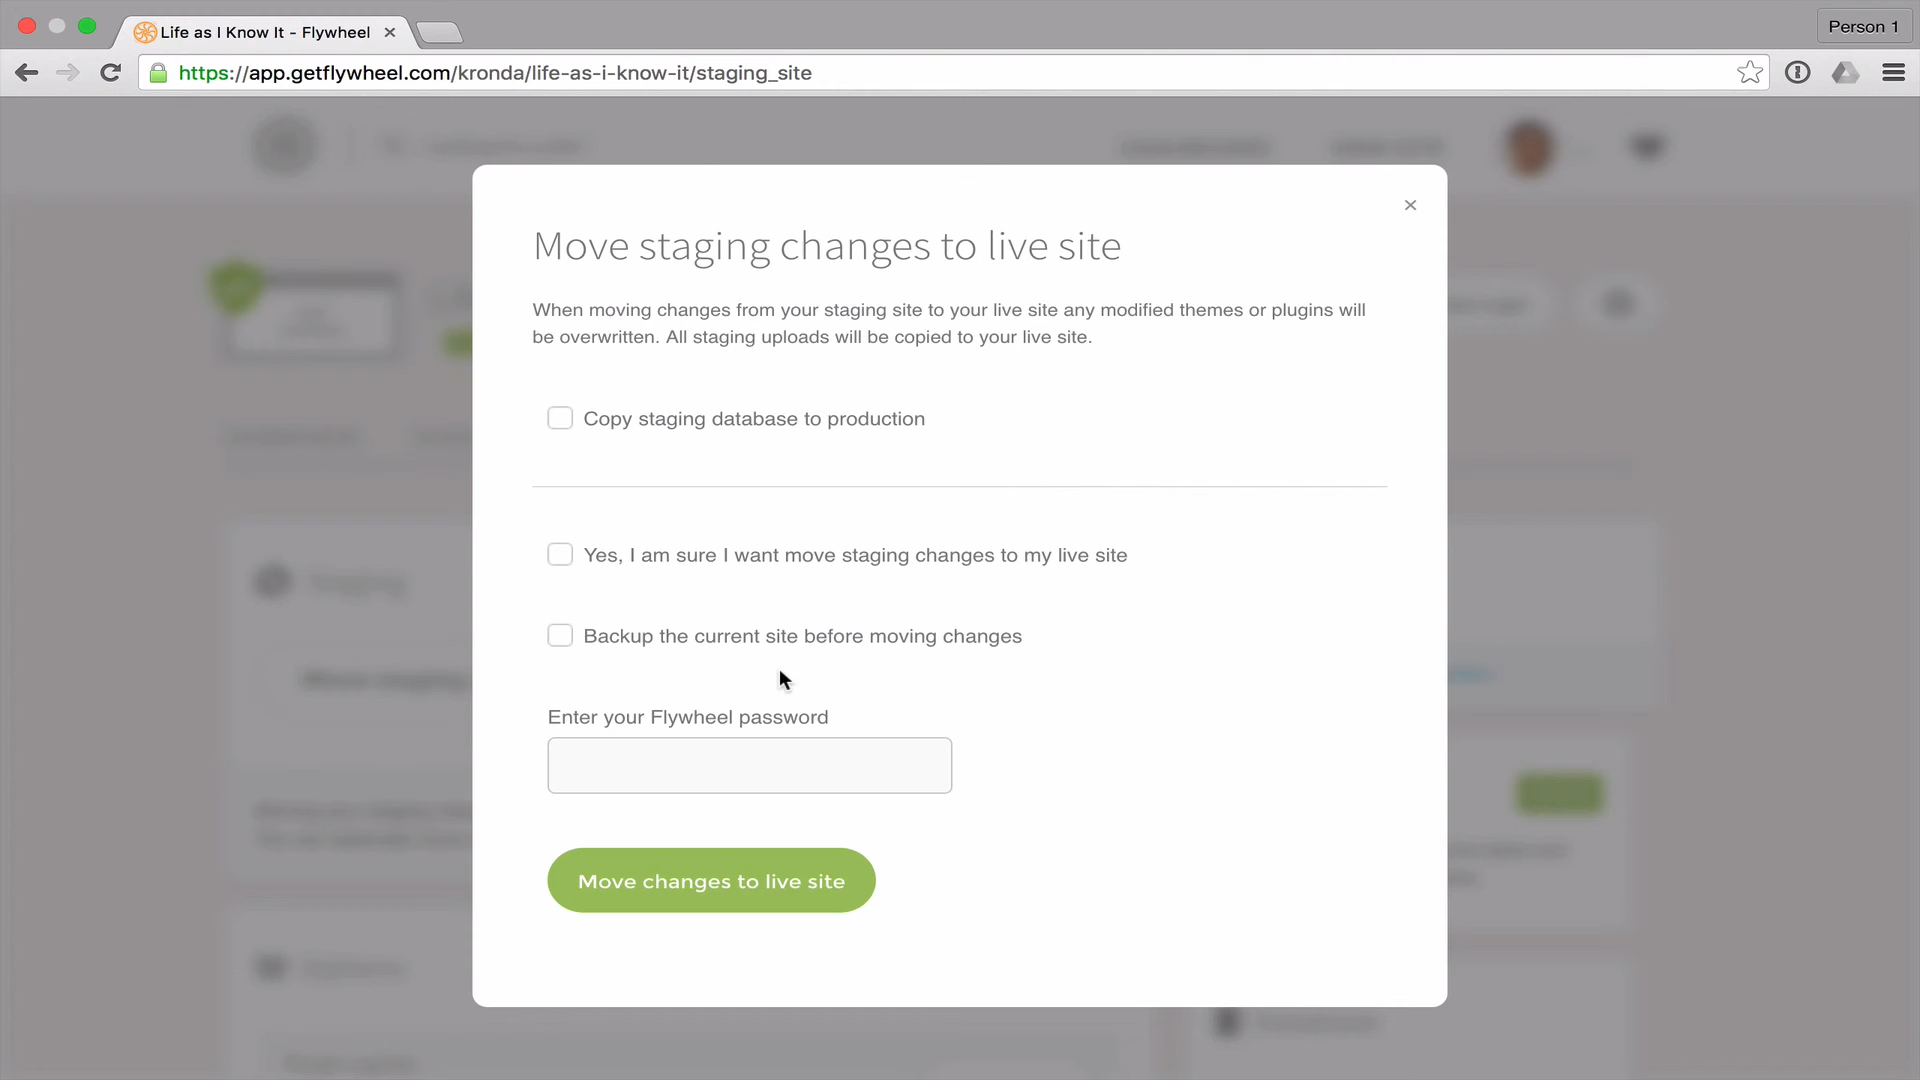 Life as I Know It - Flywheel
Person 1
https://app.getflywheel.com/kronda/life-as-i-know-it/staging_site
Move staging changes to live site
When moving changes from your staging site to your live site any modified themes or plugins will
be overwritten. All staging uploads will be copied to your live site.
Copy staging database to production
Yes, I am sure I want move staging changes to my live site
Backup the current site before moving changes
Enter your Flywheel password
Move changes to live site